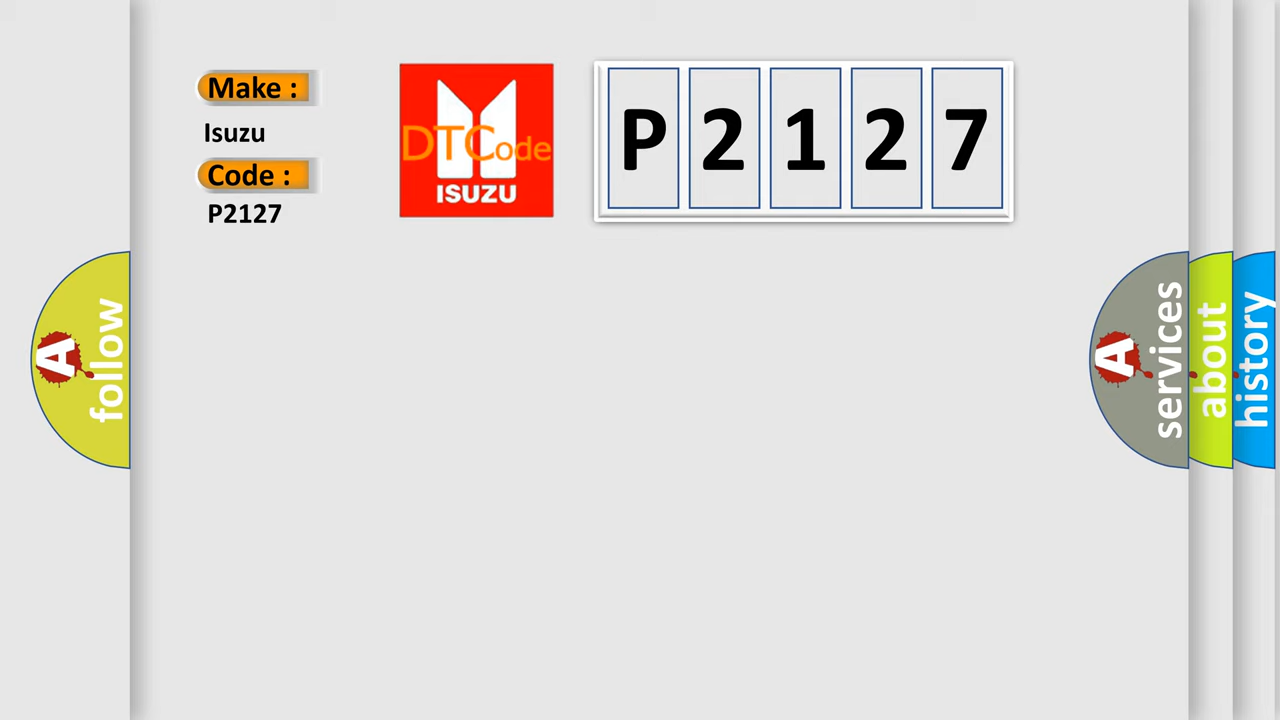 Make :
Isuzu
Code :
P2127
DTCode
ISUZU
P 2 1 2 7
A follow
A services
about
history